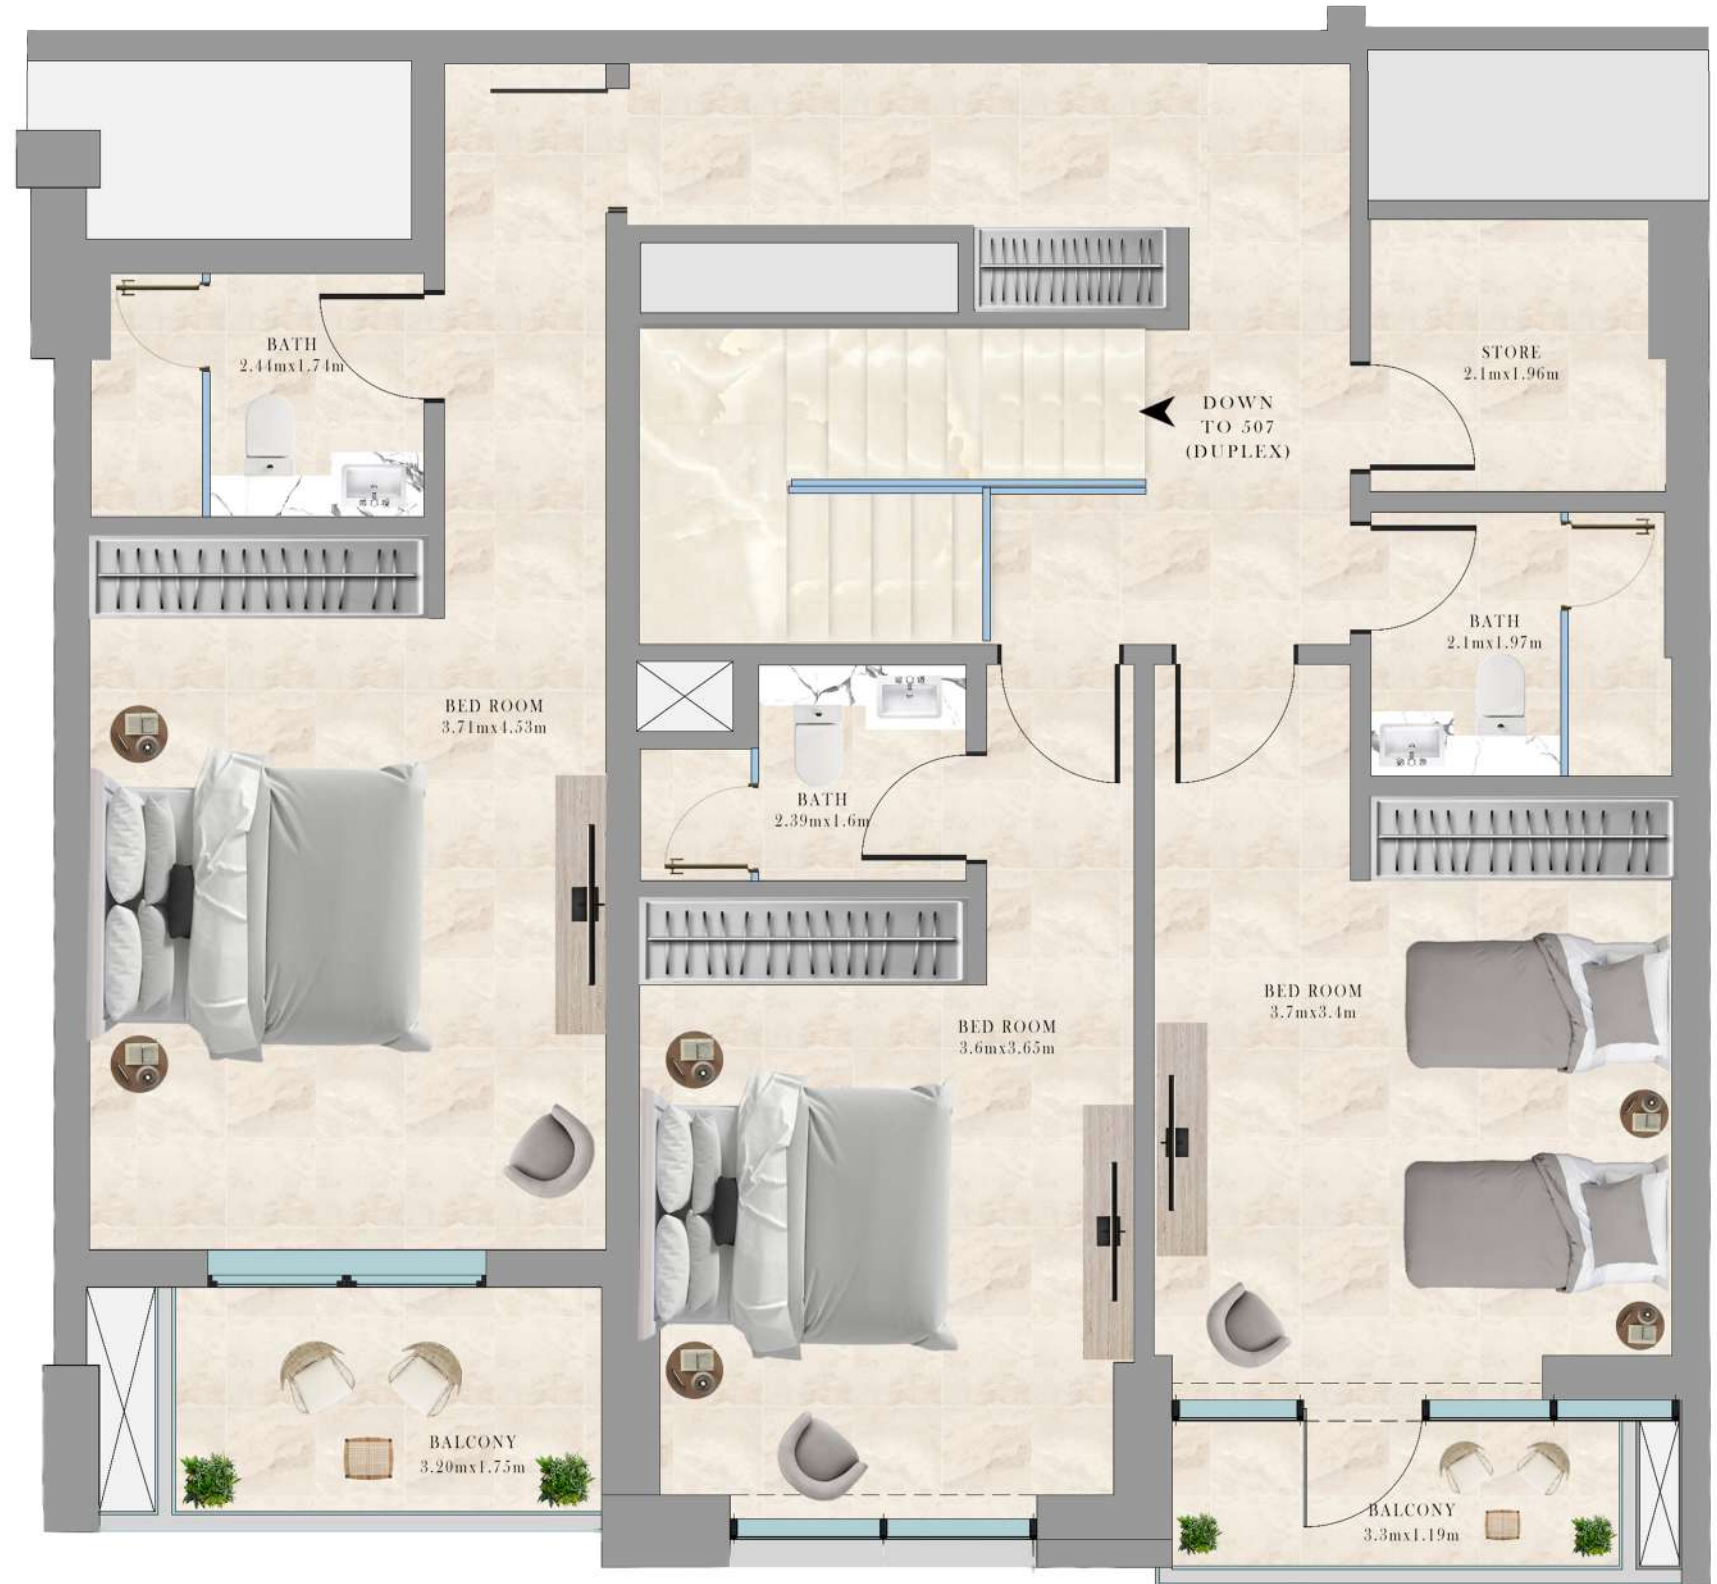 BATH
2.44mx1.74m
STORE
2.1mx1.96m
DOWN
TO 507
(DUPLEX)
BATH
2.1mx1.97m
BED ROOM
3.71mx4.53m
BATH
2.39mx1.6m
BED ROOM
3.7mx3.4m
BED ROOM
3.6mx3.65m
BALCONY
3.20mx1.75m
BALCONY
3.3mx1.19m